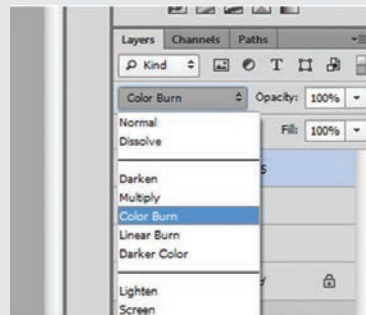 Layers Channels Paths
Kind T
Color Burn Opacity: 100%
Normal Fill: 100%
Dissolve
Darken 5
Multiply
Color Burn
Linear Burn
Darker Color
Lighten
Screen